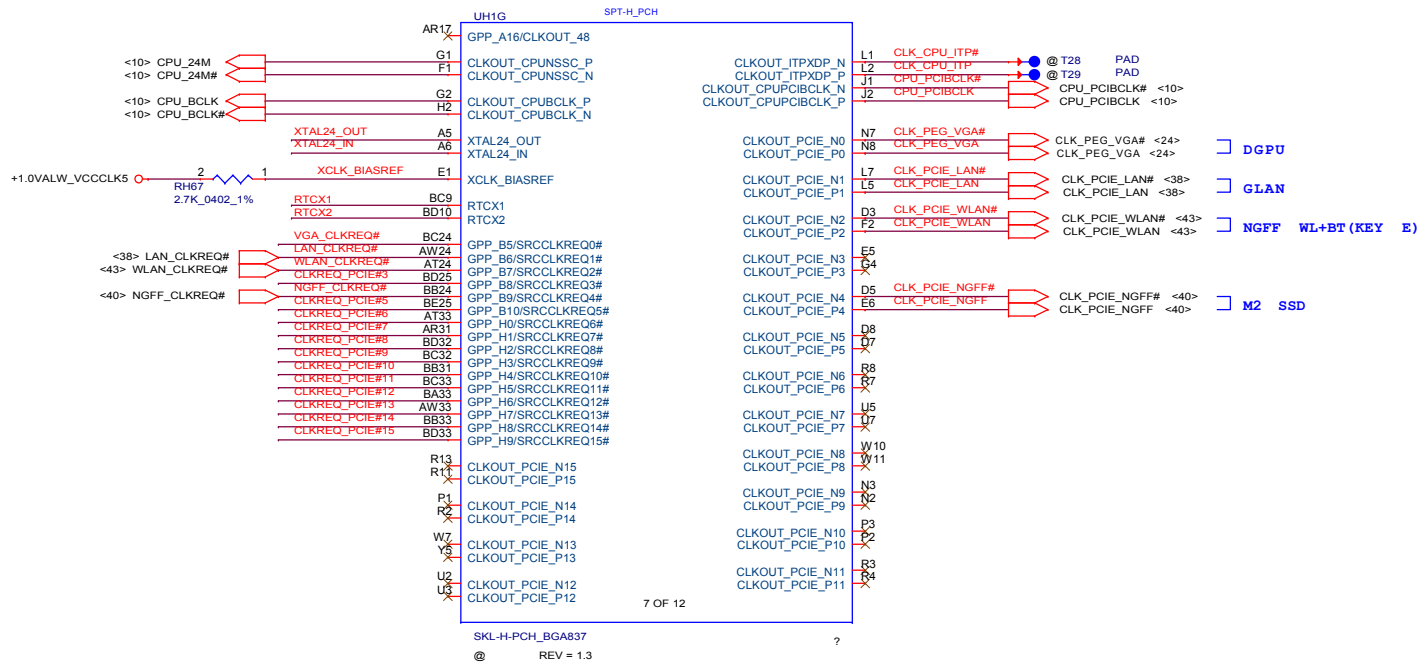 UH1G
SPT-H_PCH
AR17 GPP_A16/CLKOUT_48
<10> CPU_24M G1 CLKOUT_CPUNSSC_P
<10> CPU_24M# F1 CLKOUT_CPUNSSC_N
<10> CPU_BCLK G2 CLKOUT_CPUBCLK_P
<10> CPU_BCLK# H2 CLKOUT_CPUBCLK_N
XTAL24_OUT A5 XTAL24_OUT
XTAL24_IN A6 XTAL24_IN
+1.0VALW_VCCCLK5 2 1 XCLK_BIASREF E1 XCLK_BIASREF
RH67
2.7K_0402_1%
RTCX1 BC9 RTCX1
RTCX2 BD10 RTCX2
VGA_CLKREQ# BC24 GPP_B5/SRCCLKREQ0#
<38> LAN_CLKREQ# LAN_CLKREQ# AW24 GPP_B6/SRCCLKREQ1#
<43> WLAN_CLKREQ# WLAN_CLKREQ# AT24 GPP_B7/SRCCLKREQ2#
CLKREQ_PCIE#3 BD25 GPP_B8/SRCCLKREQ3#
<40> NGFF_CLKREQ# NGFF_CLKREQ# BB24 GPP_B9/SRCCLKREQ4#
CLKREQ_PCIE#5 BE25 GPP_B10/SRCCLKREQ5#
CLKREQ_PCIE#6 AT33 GPP_H0/SRCCLKREQ6#
CLKREQ_PCIE#7 AR31 GPP_H1/SRCCLKREQ7#
CLKREQ_PCIE#8 BD32 GPP_H2/SRCCLKREQ8#
CLKREQ_PCIE#9 BC32 GPP_H3/SRCCLKREQ9#
CLKREQ_PCIE#10 BB31 GPP_H4/SRCCLKREQ10#
CLKREQ_PCIE#11 BC33 GPP_H5/SRCCLKREQ11#
CLKREQ_PCIE#12 BA33 GPP_H6/SRCCLKREQ12#
CLKREQ_PCIE#13 AW33 GPP_H7/SRCCLKREQ13#
CLKREQ_PCIE#14 BB33 GPP_H8/SRCCLKREQ14#
CLKREQ_PCIE#15 BD33 GPP_H9/SRCCLKREQ15#
R13 CLKOUT_PCIE_N15
R11 CLKOUT_PCIE_P15
P1 CLKOUT_PCIE_N14
R2 CLKOUT_PCIE_P14
W7 CLKOUT_PCIE_N13
Y5 CLKOUT_PCIE_P13
U2 CLKOUT_PCIE_N12
U3 CLKOUT_PCIE_P12
CLKOUT_ITPXDP_N L1 CLK_CPU_ITP# @ T28 PAD
CLKOUT_ITPXDP_P L2 CLK_CPU_ITP @ T29 PAD
CLKOUT_CPUPCIBCLK_N J1 CPU_PCIBCLK# CPU_PCIBCLK# <10>
CLKOUT_CPUPCIBCLK_P J2 CPU_PCIBCLK CPU_PCIBCLK <10>
CLKOUT_PCIE_N0 N7 CLK_PEG_VGA# CLK_PEG_VGA# <24>
CLKOUT_PCIE_P0 N8 CLK_PEG_VGA CLK_PEG_VGA <24>
DGPU
CLKOUT_PCIE_N1 L7 CLK_PCIE_LAN# CLK_PCIE_LAN# <38>
CLKOUT_PCIE_P1 L5 CLK_PCIE_LAN CLK_PCIE_LAN <38>
GLAN
CLKOUT_PCIE_N2 D3 CLK_PCIE_WLAN# CLK_PCIE_WLAN# <43>
CLKOUT_PCIE_P2 F2 CLK_PCIE_WLAN CLK_PCIE_WLAN <43>
NGFF WL+BT(KEY E)
CLKOUT_PCIE_N3 E5
CLKOUT_PCIE_P3 G4
CLKOUT_PCIE_N4 D5 CLK_PCIE_NGFF# CLK_PCIE_NGFF# <40>
CLKOUT_PCIE_P4 E6 CLK_PCIE_NGFF CLK_PCIE_NGFF <40>
M2 SSD
CLKOUT_PCIE_N5 D8
CLKOUT_PCIE_P5 D7
CLKOUT_PCIE_N6 R8
CLKOUT_PCIE_P6 R7
CLKOUT_PCIE_N7 U5
CLKOUT_PCIE_P7 U7
CLKOUT_PCIE_N8 W10
CLKOUT_PCIE_P8 W11
CLKOUT_PCIE_N9 N3
CLKOUT_PCIE_P9 N2
CLKOUT_PCIE_N10 P3
CLKOUT_PCIE_P10 P2
CLKOUT_PCIE_N11 R3
CLKOUT_PCIE_P11 R4
7 OF 12
SKL-H-PCH_BGA837 ?
@ REV = 1.3